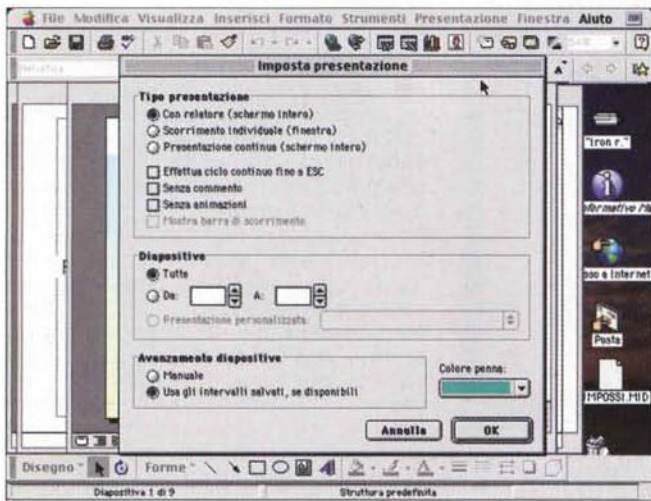 File Modifica Visualizza Inserisci Formato Strumenti Presentazione Finestra Aiuto
Helvetica
Imposta presentazione
Tipo presentazione
Con relatore (schermo intero)
Scorrimento individuale (finestra)
Presentazione continua (schermo intero)
Effettua ciclo continuo fino a ESC
Senza commento
Senza animazioni
Mostra barra di scorrimento
Diapositive
Tutte
Da: A:
Presentazione personalizzata:
Avanzamento diapositive
Manuale
Usa gli intervalli salvati, se disponibili
Colore penna:
Annulla OK
"Iron r."
so e Internet
Posta
IMPOSSI.MID
Disegno Forme
Diapositiva 1 di 9 Struttura predefinita